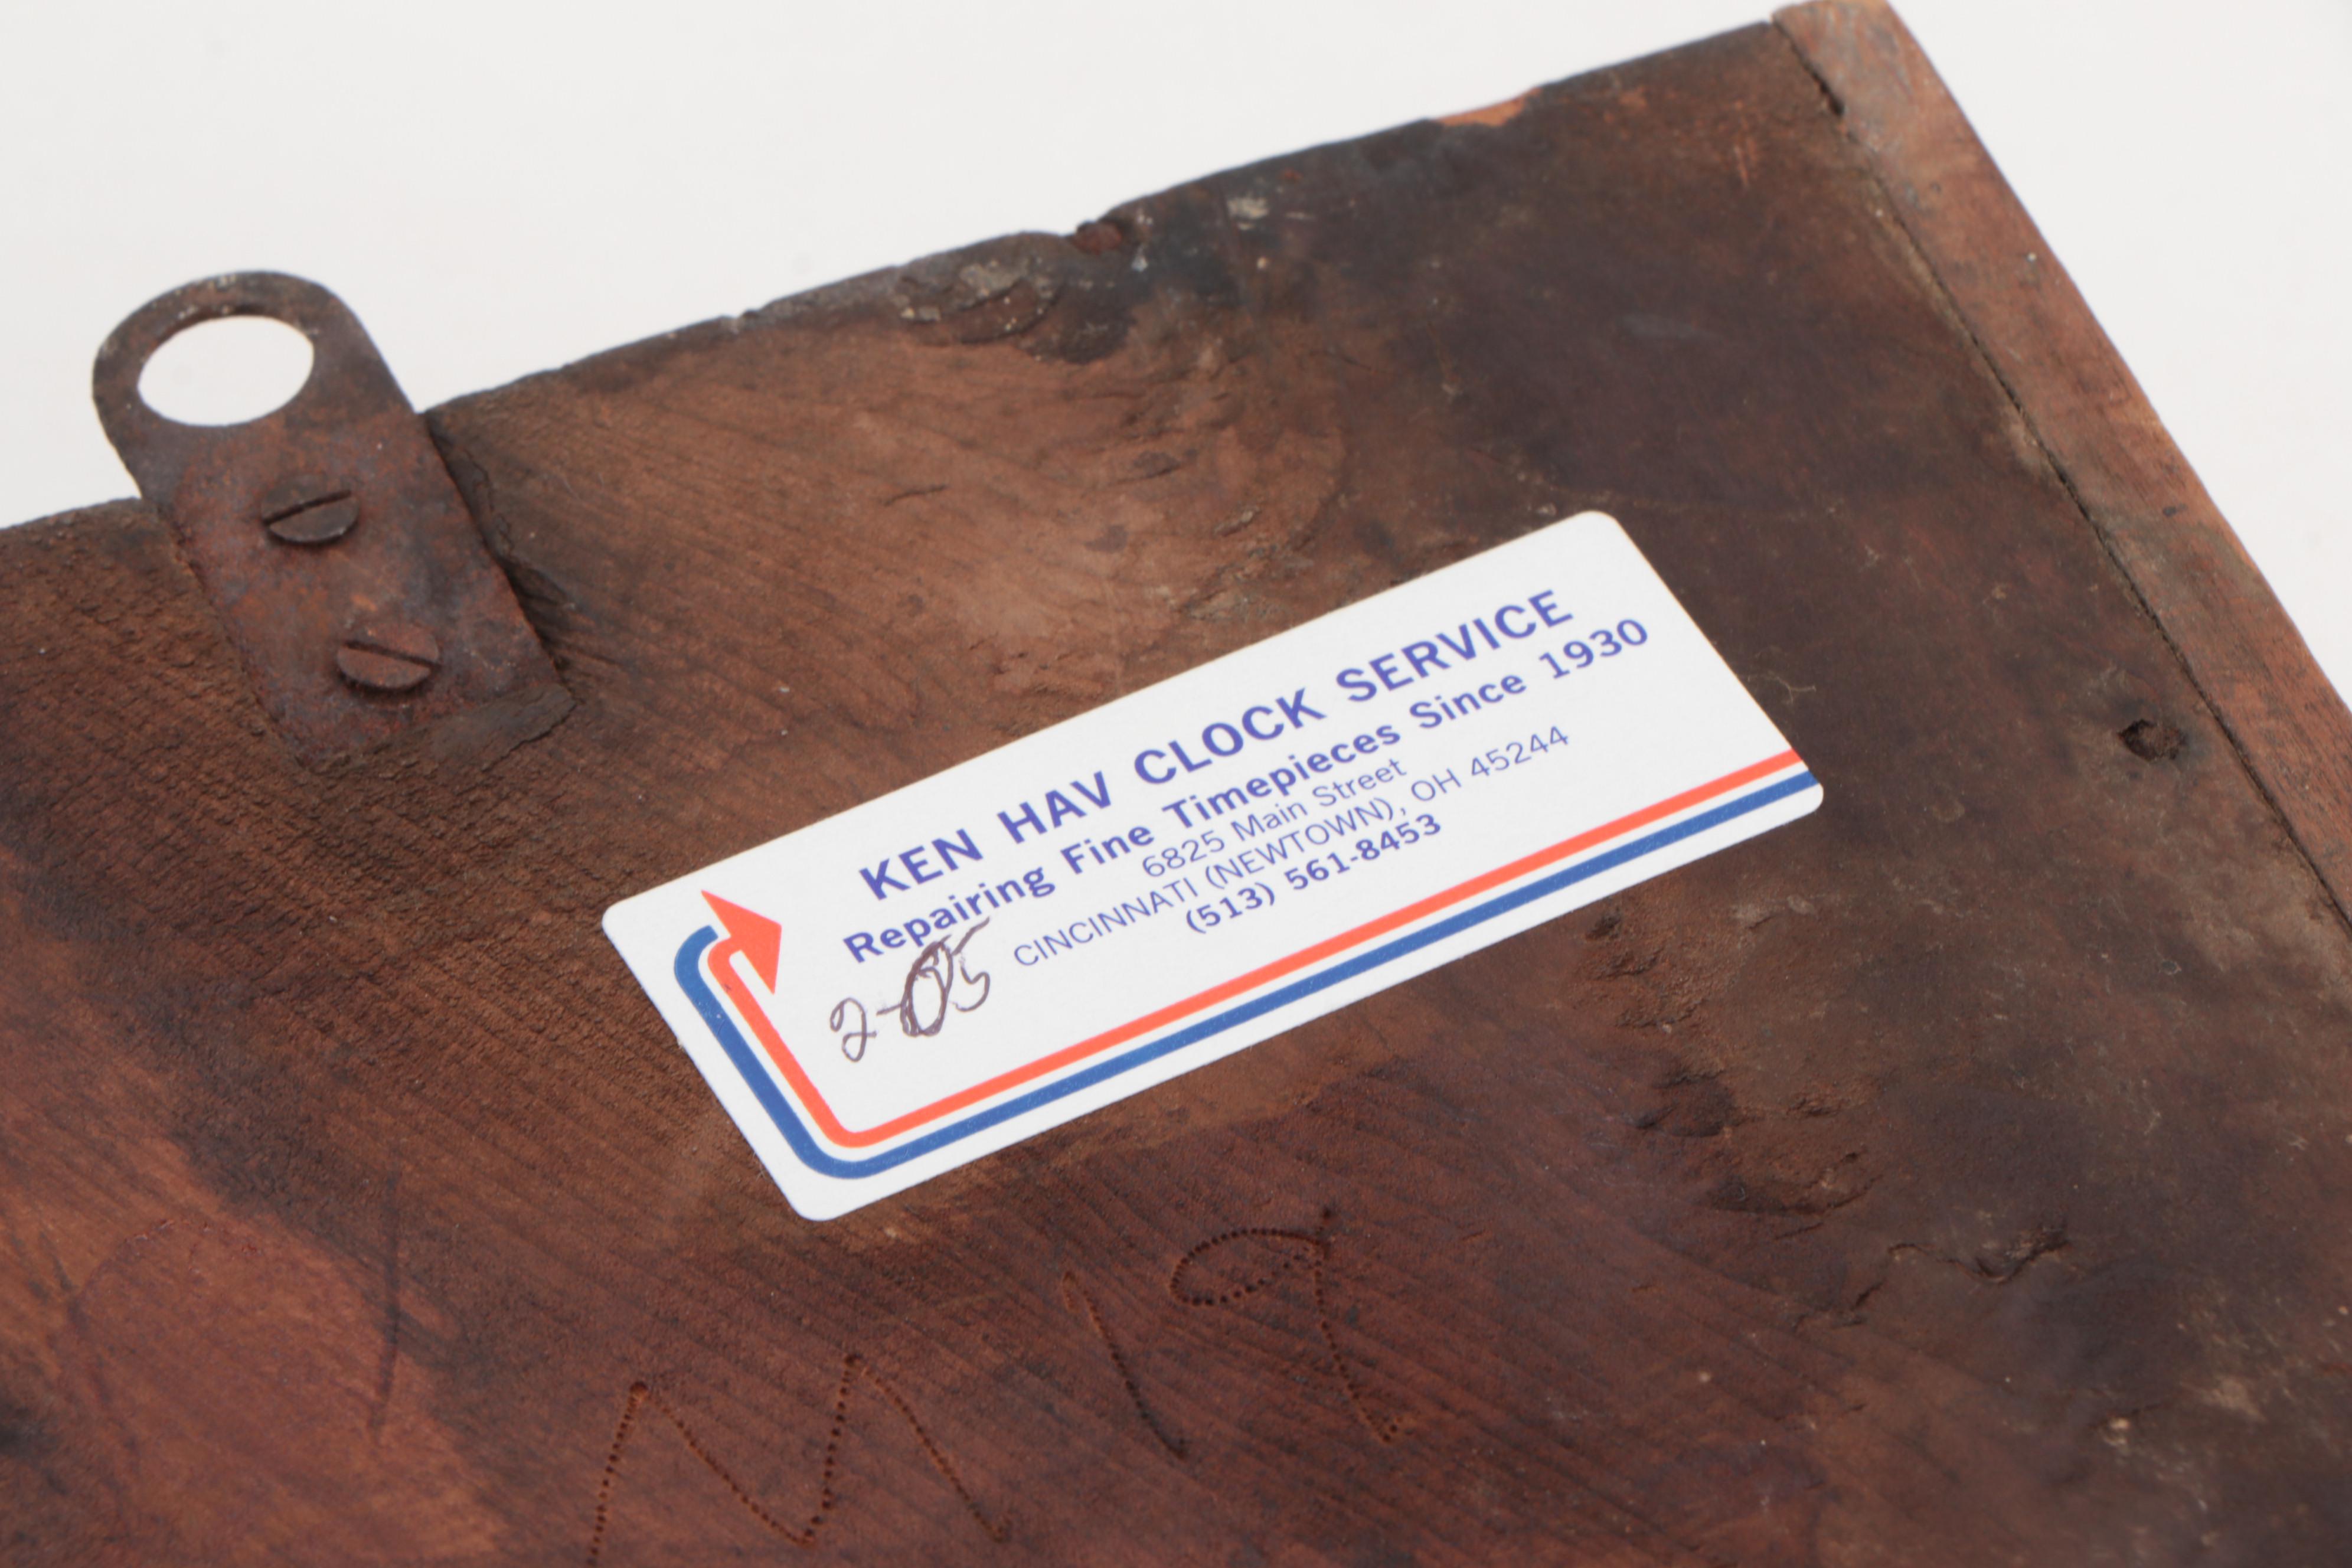 KEN HAV CLOCK SERVICE
Repairing Fine Timepieces Since 1930
6825 Main Street
CINCINNATI (NEWTOWN), OH 45244
(513) 561-8453
2-05
M 19